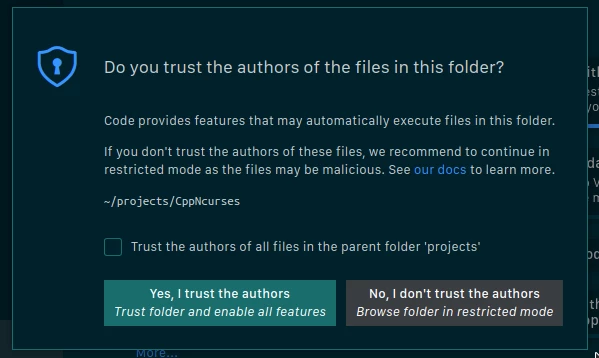 Do you trust the authors of the files in this folder?
Code provides features that may automatically execute files in this folder.
If you don't trust the authors of these files, we recommend to continue in
restricted mode as the files may be malicious. See our docs to learn more.
~/projects/CppNcurses
Trust the authors of all files in the parent folder 'projects'
Yes, I trust the authors
Trust folder and enable all features
No, I don't trust the authors
Browse folder in restricted mode
More...